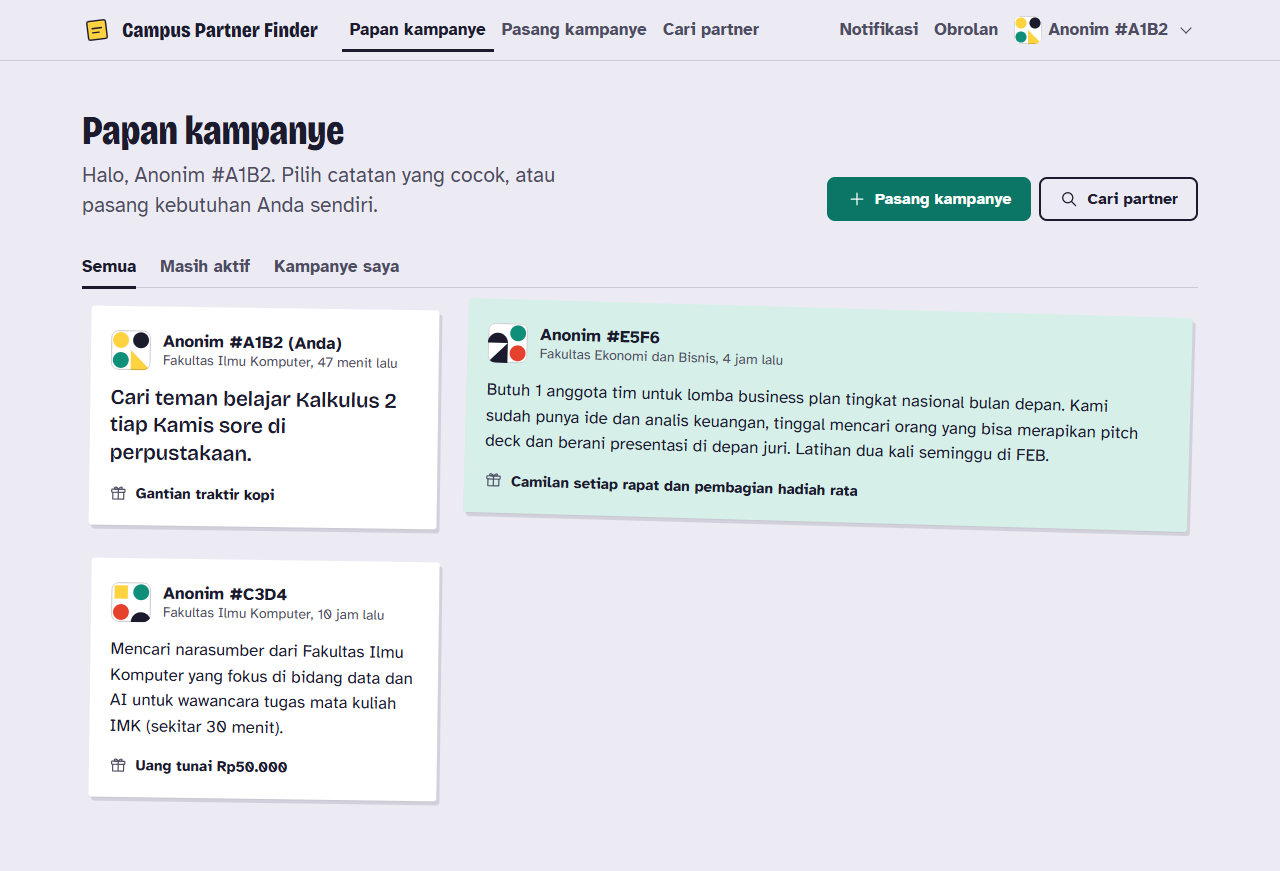 Campus Partner Finder
Papan kampanye
Pasang kampanye
Cari partner
Notifikasi
Obrolan
Anonim #A1B2
Papan kampanye
Halo, Anonim #A1B2. Pilih catatan yang cocok, atau
pasang kebutuhan Anda sendiri.
Pasang kampanye
Cari partner
Semua
Masih aktif
Kampanye saya
Anonim #A1B2 (Anda)
Fakultas Ilmu Komputer, 47 menit lalu
Cari teman belajar Kalkulus 2
tiap Kamis sore di
perpustakaan.
Gantian traktir kopi
Anonim #E5F6
Fakultas Ekonomi dan Bisnis, 4 jam lalu
Butuh 1 anggota tim untuk lomba business plan tingkat nasional bulan depan. Kami
sudah punya ide dan analis keuangan, tinggal mencari orang yang bisa merapikan pitch
deck dan berani presentasi di depan juri. Latihan dua kali seminggu di FEB.
Camilan setiap rapat dan pembagian hadiah rata
Anonim #C3D4
Fakultas Ilmu Komputer, 10 jam lalu
Mencari narasumber dari Fakultas Ilmu
Komputer yang fokus di bidang data dan
AI untuk wawancara tugas mata kuliah
IMK (sekitar 30 menit).
Uang tunai Rp50.000